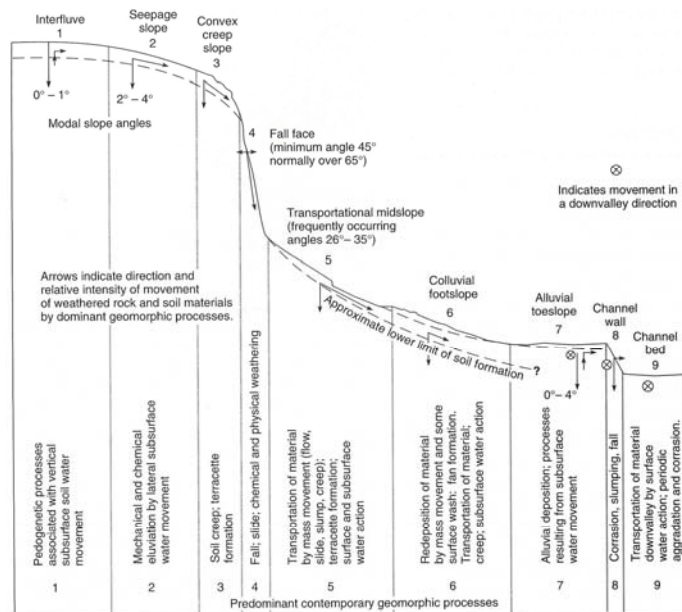 Interfluve
1
Seepage
slope
2
Convex
creep
slope
3
0° – 1°
2° – 4°
Modal slope angles
4
Fall face
(minimum angle 45°
normally over 65°)
Indicates movement in
a downvalley direction
Transportational midslope
(frequently occurring
angles 26° – 35°)
5
Arrows indicate direction and
relative intensity of movement
of weathered rock and soil materials
by dominant geomorphic processes.
Colluvial
footslope
6
Alluvial
toeslope
7
Channel
wall
8
Channel
bed
9
Approximate lower limit of soil formation
?
0° – 4°
Pedogenetic processes
associated with vertical
subsurface soil water
movement
Mechanical and chemical
eluviation by lateral subsurface
water movement
Soil creep; terracette
formation
Fall; slide; chemical and physical weathering
Transportation of material
by mass movement (flow,
slide, slump, creep);
terracette formation;
surface and subsurface
water action
Redeposition of material
by mass movement and some
surface wash: fan formation.
Transportation of material;
creep; subsurface water action
Alluvial deposition; processes
resulting from subsurface
water movement
Corrasion, slumping, fall
Transportation of material
downvalley by surface
water action; periodic
aggradation and corrasion.
1
2
3
4
5
6
7
8
9
Predominant contemporary geomorphic processes